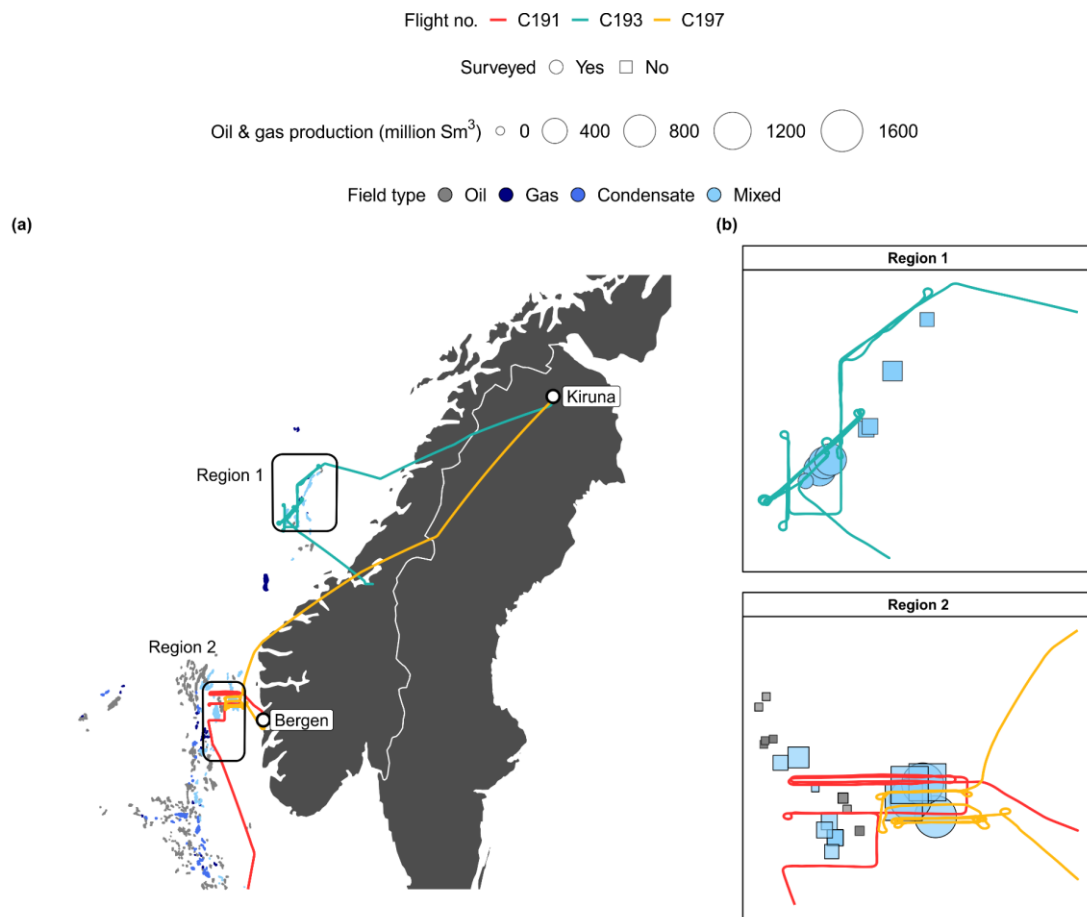 Flight no. C191 C193 C197
Surveyed Yes No
Oil & gas production (million Sm³) 0 400 800 1200 1600
Field type Oil Gas Condensate Mixed
(a)
(b)
Region 1
Kiruna
Region 1
Region 2
Region 2
Bergen